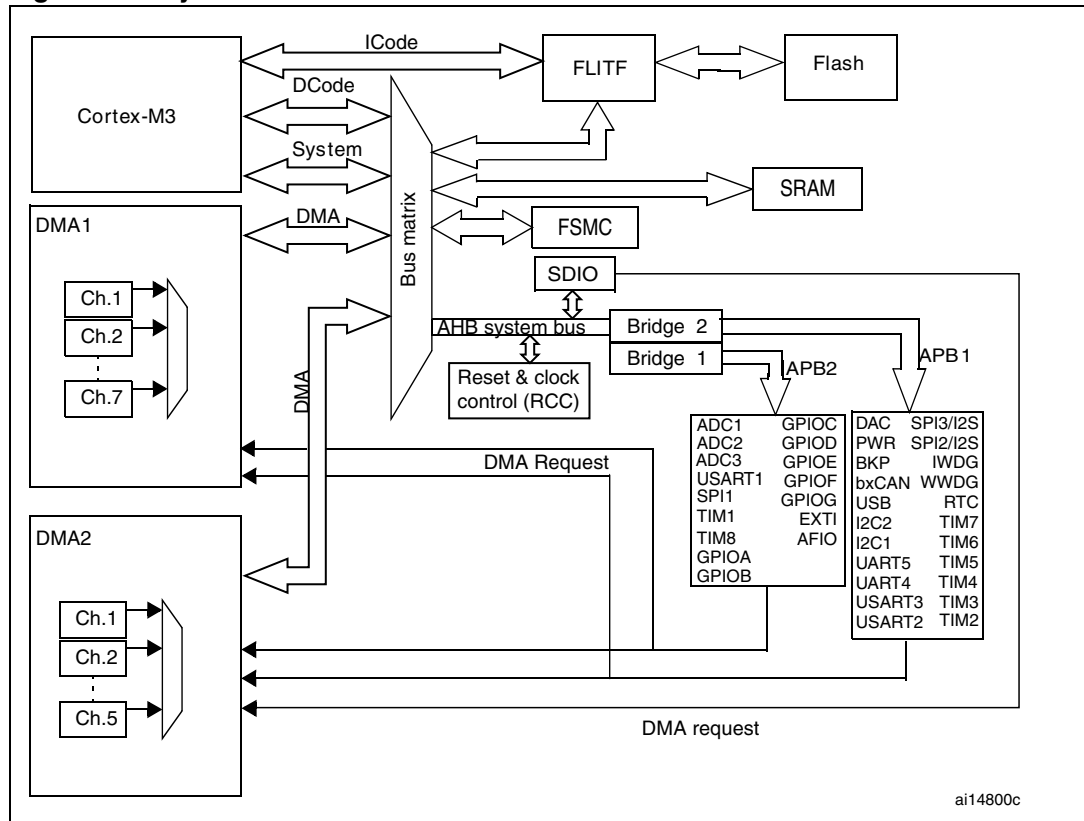 ICode
FLITF
Flash
Cortex-M3
DCode
System
Bus matrix
SRAM
DMA1
DMA
FSMC
SDIO
Ch.1
Ch.2
Ch.7
AHB system bus
Bridge 2
Bridge 1
APB2
APB1
Reset & clock
control (RCC)
DMA
DMA Request
ADC1 GPIOC
ADC2 GPIOD
ADC3 GPIOE
USART1 GPIOF
SPI1 GPIOG
TIM1 EXTI
TIM8 AFIO
GPIOA
GPIOB
DAC SPI3/I2S
PWR SPI2/I2S
BKP IWDG
bxCAN WWDG
USB RTC
I2C2 TIM7
I2C1 TIM6
UART5 TIM5
UART4 TIM4
USART3 TIM3
USART2 TIM2
DMA2
Ch.1
Ch.2
Ch.5
DMA request
ai14800c